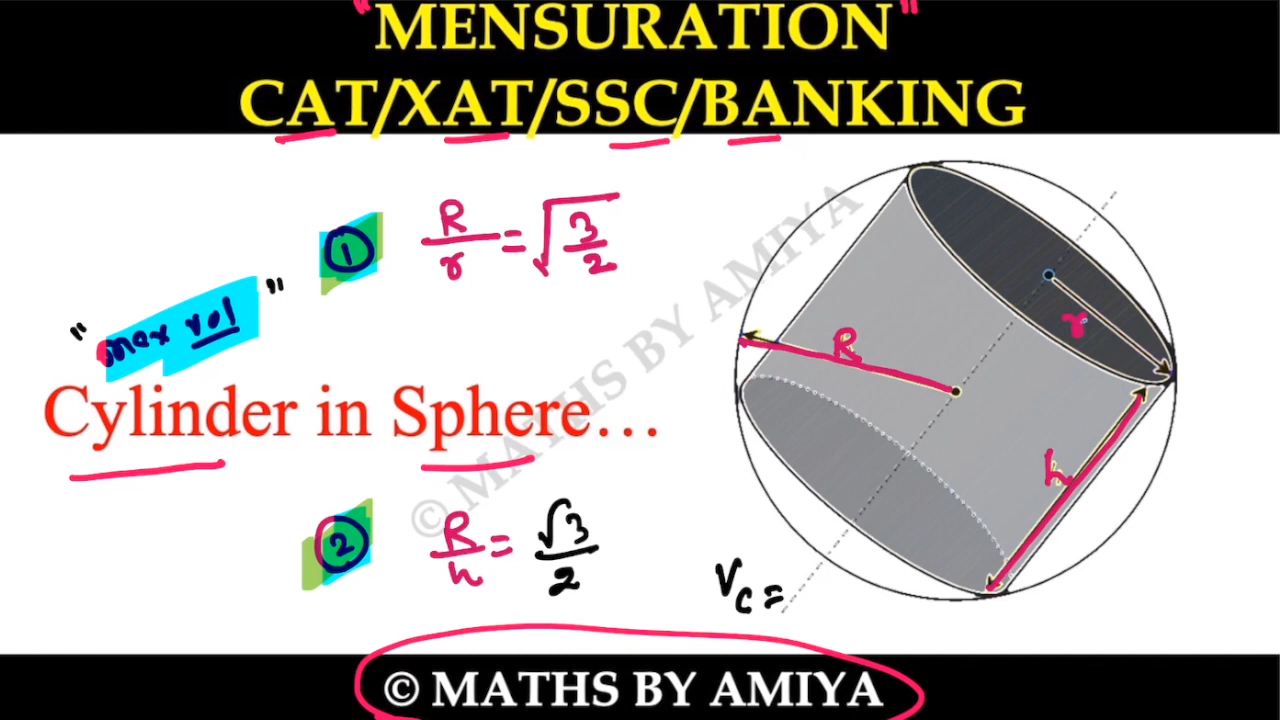 "MENSURATION"
CAT/XAT/SSC/BANKING
① R/r = √3/2
"max vol"
Cylinder in Sphere…
② R/h = √3/2
R
r
h
V_C =
© MATHS BY AMIYA
© MATHS BY AMIYA